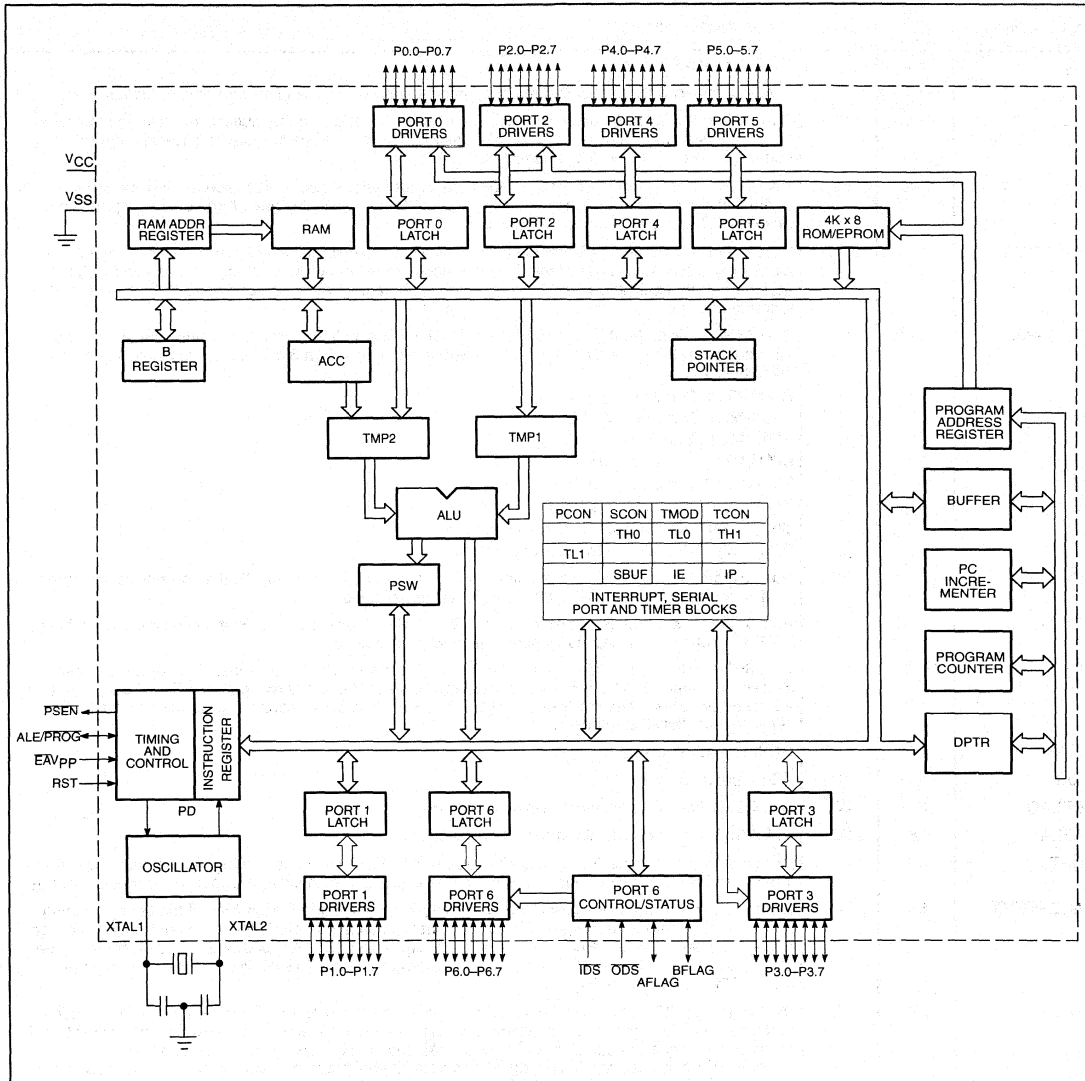 P0.0–P0.7 P2.0–P2.7 P4.0–P4.7 P5.0–5.7
PORT 0
DRIVERS
PORT 2
DRIVERS
PORT 4
DRIVERS
PORT 5
DRIVERS
VCC
VSS
RAM ADDR
REGISTER
RAM
PORT 0
LATCH
PORT 2
LATCH
PORT 4
LATCH
PORT 5
LATCH
4K x 8
ROM/EPROM
B
REGISTER
ACC
STACK
POINTER
TMP2
TMP1
PROGRAM
ADDRESS
REGISTER
ALU
BUFFER
PCON SCON TMOD TCON
TH0 TL0 TH1
TL1
SBUF IE IP
INTERRUPT, SERIAL
PORT AND TIMER BLOCKS
PSW
PC
INCRE-
MENTER
PROGRAM
COUNTER
DPTR
PSEN
ALE/PROG
EAVPP
RST
TIMING
AND
CONTROL
INSTRUCTION
REGISTER
PD
OSCILLATOR
PORT 1
LATCH
PORT 6
LATCH
PORT 3
LATCH
PORT 1
DRIVERS
PORT 6
DRIVERS
PORT 6
CONTROL/STATUS
PORT 3
DRIVERS
XTAL1 XTAL2
P1.0–P1.7 P6.0–P6.7 IDS ODS BFLAG P3.0–P3.7
AFLAG